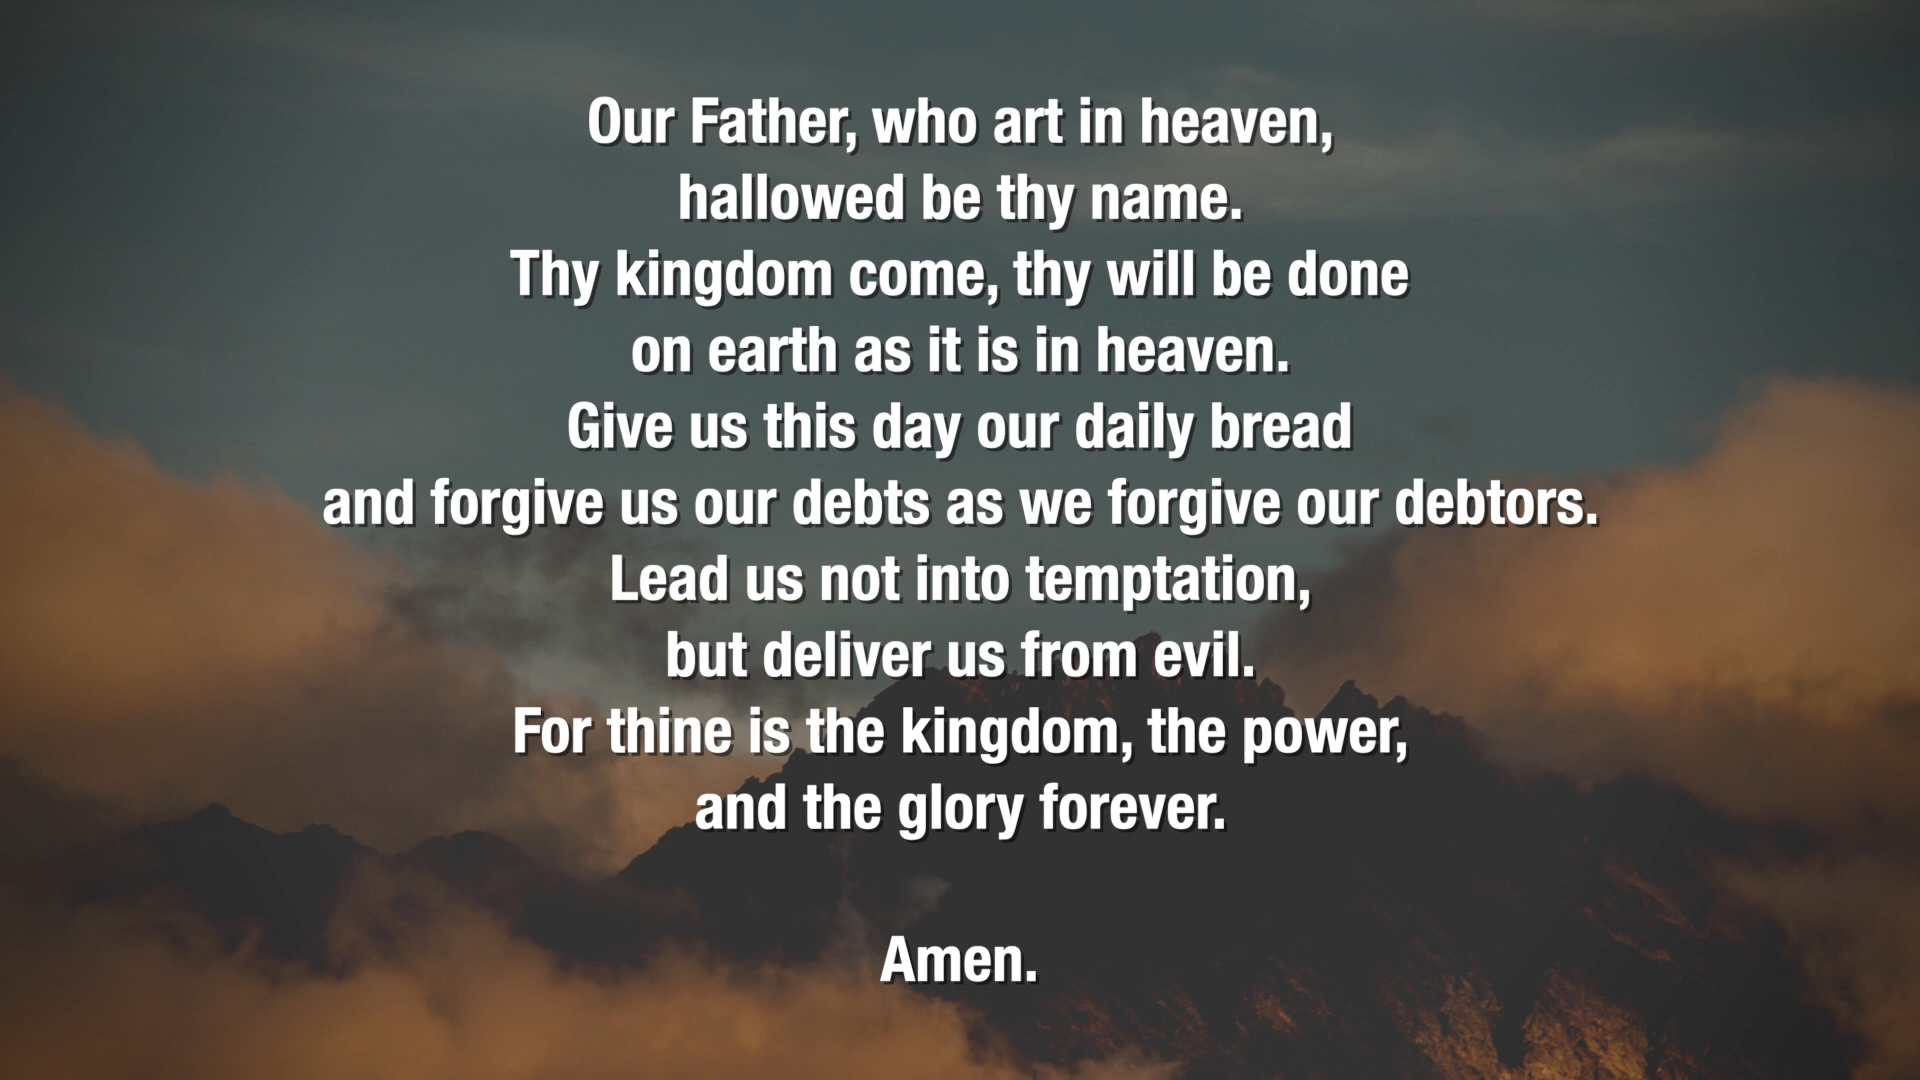 Our Father, who art in heaven,
hallowed be thy name.
Thy kingdom come, thy will be done
on earth as it is in heaven.
Give us this day our daily bread
and forgive us our debts as we forgive our debtors.
Lead us not into temptation,
but deliver us from evil.
For thine is the kingdom, the power,
and the glory forever.
Amen.